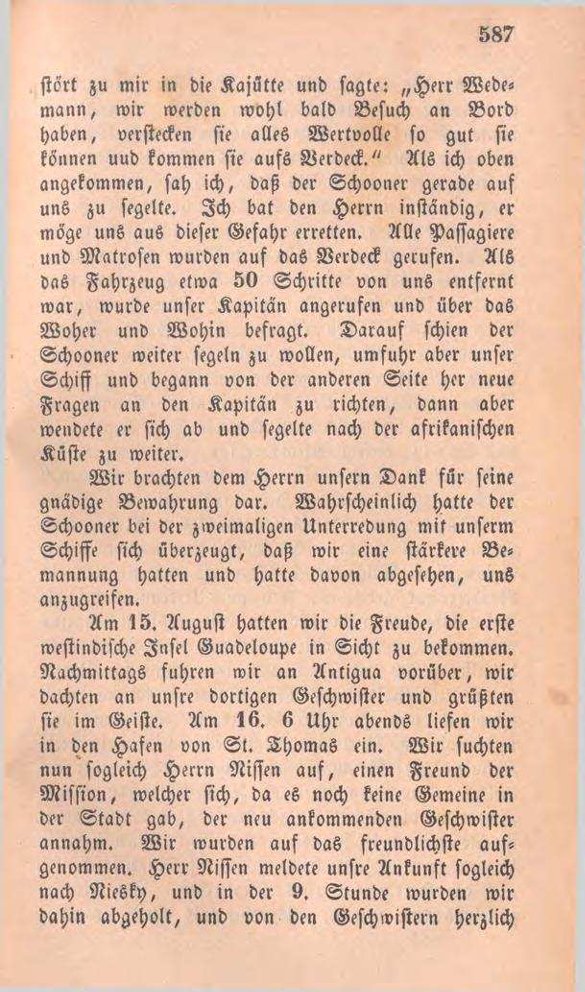 587
stört zu mir in die Kajütte und sagte: „Herr Wede-
mann, wir werden wohl bald Besuch an Bord
haben, verstecken sie alles Wertvolle so gut sie
können uud kommen sie aufs Verdeck.“ Als ich oben
angekommen, sah ich, daß der Schooner gerade auf
uns zu segelte. Ich bat den Herrn inständig, er
möge uns aus dieser Gefahr erretten. Alle Passagiere
und Matrosen wurden auf das Verdeck gerufen. Als
das Fahrzeug etwa 50 Schritte von uns entfernt
war, wurde unser Kapitän angerufen und über das
Woher und Wohin befragt. Darauf schien der
Schooner weiter segeln zu wollen, umfuhr aber unser
Schiff und begann von der anderen Seite her neue
Fragen an den Kapitän zu richten, dann aber
wendete er sich ab und segelte nach der afrikanischen
Küste zu weiter.
Wir brachten dem Herrn unsern Dank für seine
gnädige Bewahrung dar. Wahrscheinlich hatte der
Schooner bei der zweimaligen Unterredung mit unserm
Schiffe sich überzeugt, daß wir eine stärkere Be-
mannung hatten und hatte davon abgesehen, uns
anzugreifen.
Am 15. August hatten wir die Freude, die erste
westindische Insel Guadeloupe in Sicht zu bekommen.
Nachmittags fuhren wir an Antigua vorüber, wir
dachten an unsre dortigen Geschwister und grüßten
sie im Geiste. Am 16. 6 Uhr abends liefen wir
in den Hafen von St. Thomas ein. Wir suchten
nun sogleich Herrn Nissen auf, einen Freund der
Mission, welcher sich, da es noch keine Gemeine in
der Stadt gab, der neu ankommenden Geschwister
annahm. Wir wurden auf das freundlichste auf-
genommen. Herr Nissen meldete unsre Ankunft sogleich
nach Niesky, und in der 9. Stunde wurden wir
dahin abgeholt, und von den Geschwistern herzlich